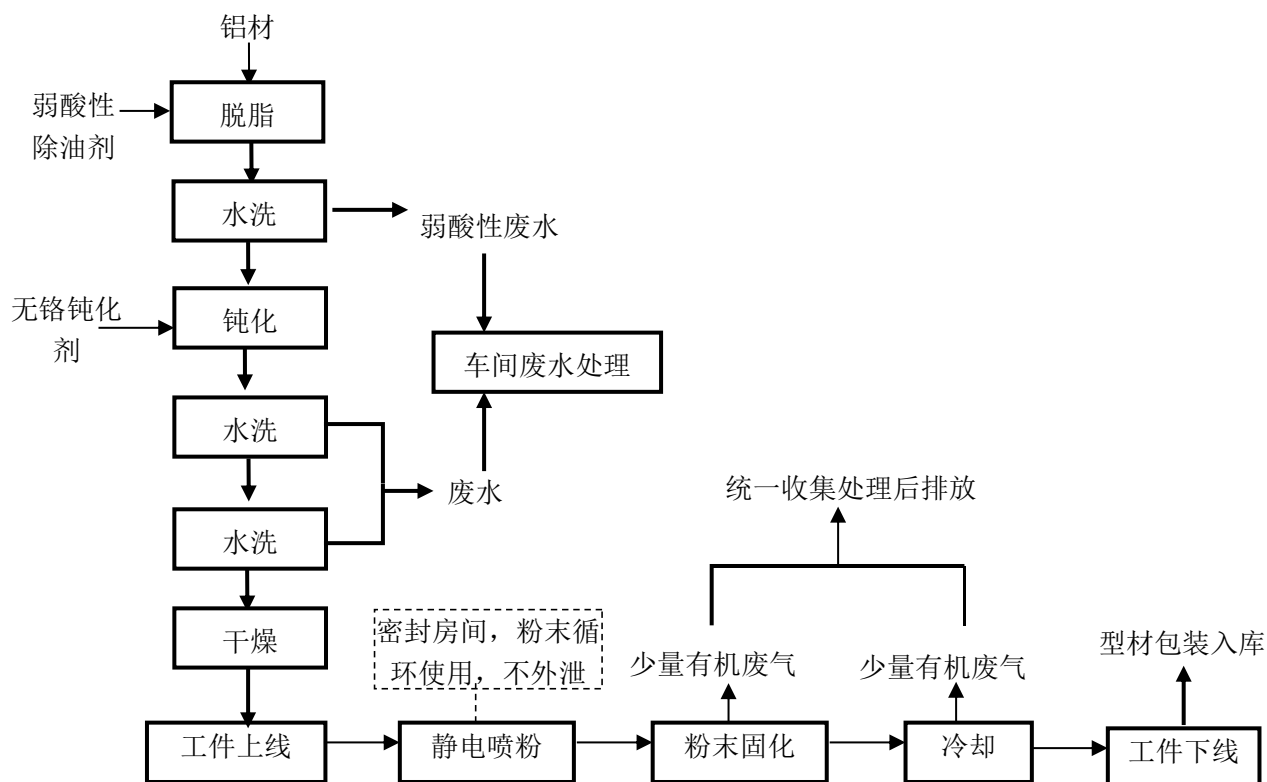 铝材
弱酸性
除油剂
脱脂
水洗
弱酸性废水
无铬钝化
剂
钝化
车间废水处理
水洗
废水
水洗
统一收集处理后排放
干燥
密封房间，粉末循
环使用，不外泄
少量有机废气
少量有机废气
型材包装入库
工件上线
静电喷粉
粉末固化
冷却
工件下线